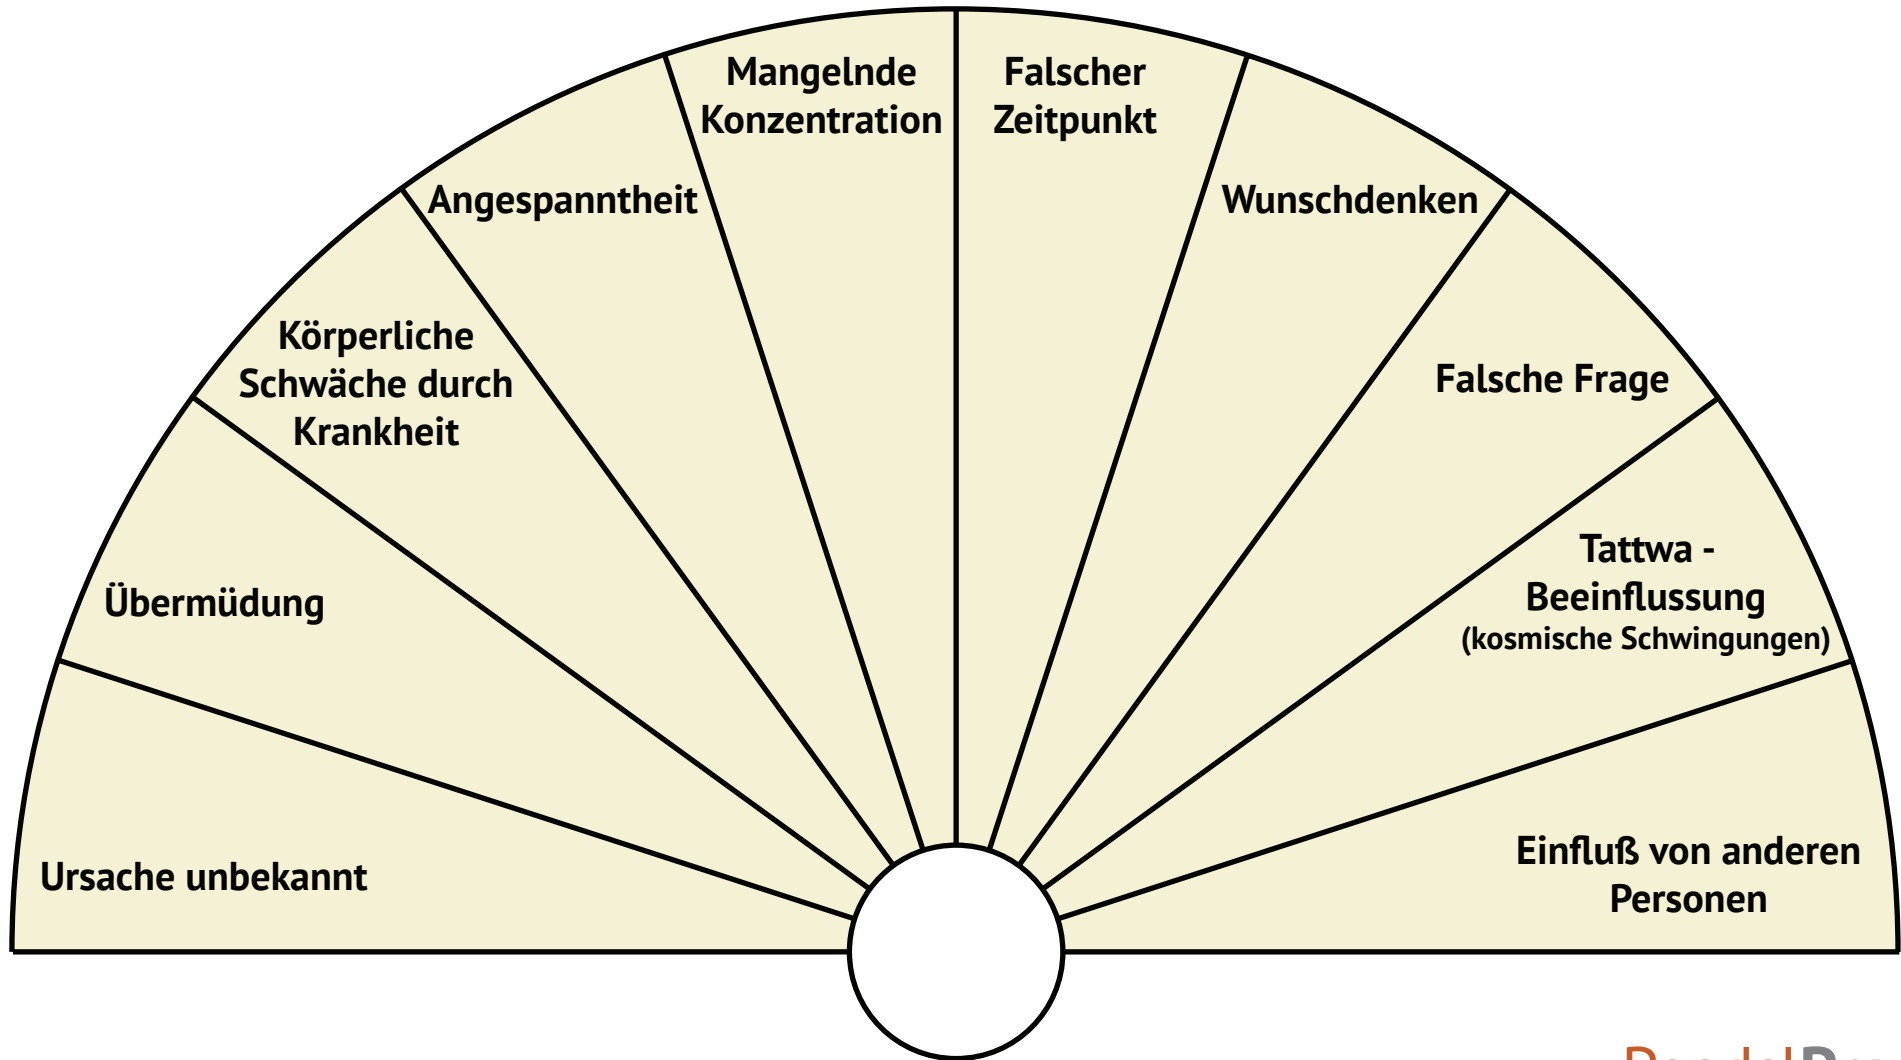 Mangelnde
Konzentration
Falscher
Zeitpunkt
Angespanntheit
Wunschdenken
Körperliche
Schwäche durch
Krankheit
Falsche Frage
Tattwa -
Beeinflussung
(kosmische Schwingungen)
Übermüdung
Ursache unbekannt
Einfluß von anderen
Personen